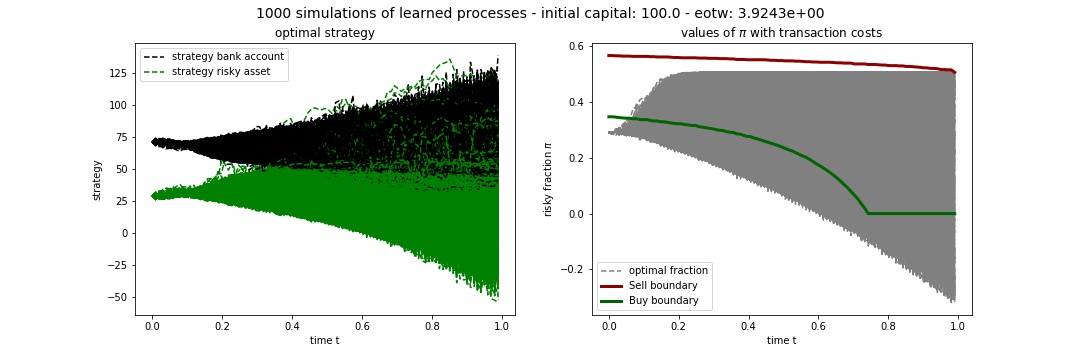 1000 simulations of learned processes - initial capital: 100.0 - eotw: 3.9243e+00
optimal strategy
strategy
125
100
75
50
25
0
−25
−50
strategy bank account
strategy risky asset
0.0 0.2 0.4 0.6 0.8 1.0
time t
values of π with transaction costs
risky fraction π
0.6
0.4
0.2
0.0
−0.2
optimal fraction
Sell boundary
Buy boundary
0.0 0.2 0.4 0.6 0.8 1.0
time t